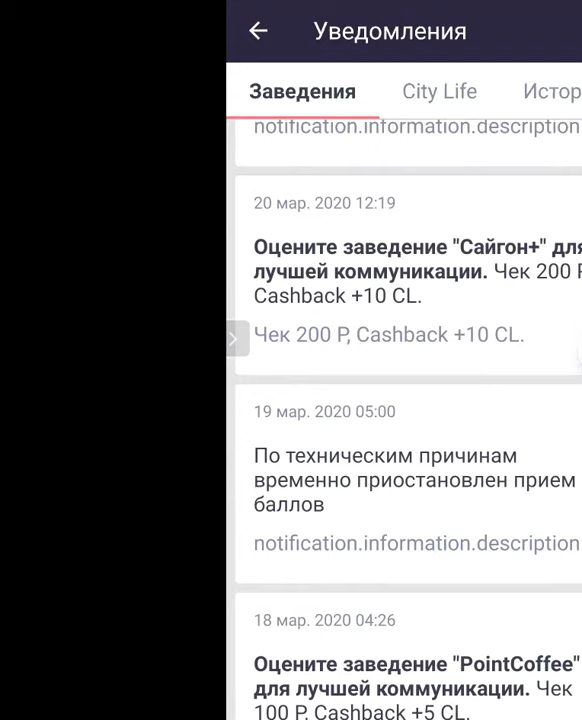 Уведомления
Заведения City Life Истор
notification.information.description
20 мар. 2020 12:19
Оцените заведение "Сайгон+" для
лучшей коммуникации. Чек 200 Р
Cashback +10 CL.
Чек 200 Р, Cashback +10 CL.
19 мар. 2020 05:00
По техническим причинам
временно приостановлен прием
баллов
notification.information.description
18 мар. 2020 04:26
Оцените заведение "PointCoffee"
для лучшей коммуникации. Чек
100 Р, Cashback +5 CL.